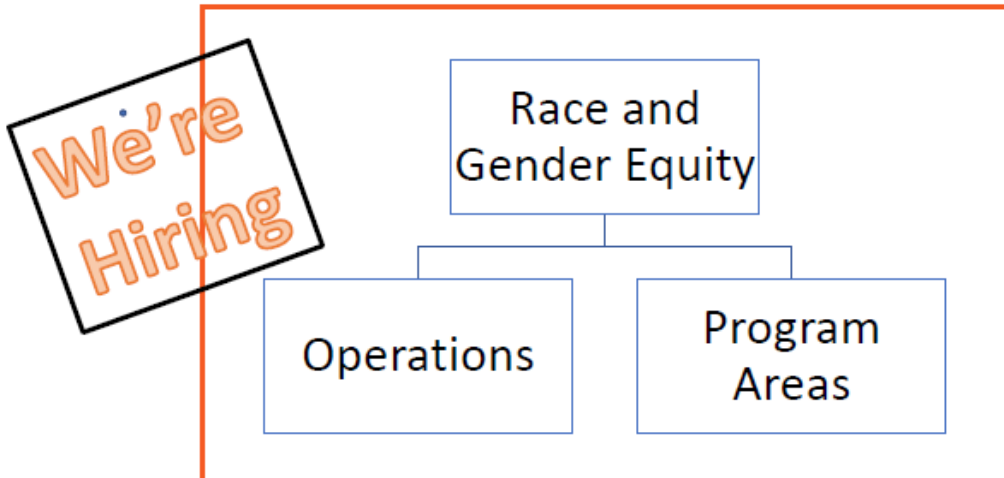 We're
Hiring
Race and
Gender Equity
Operations
Program
Areas